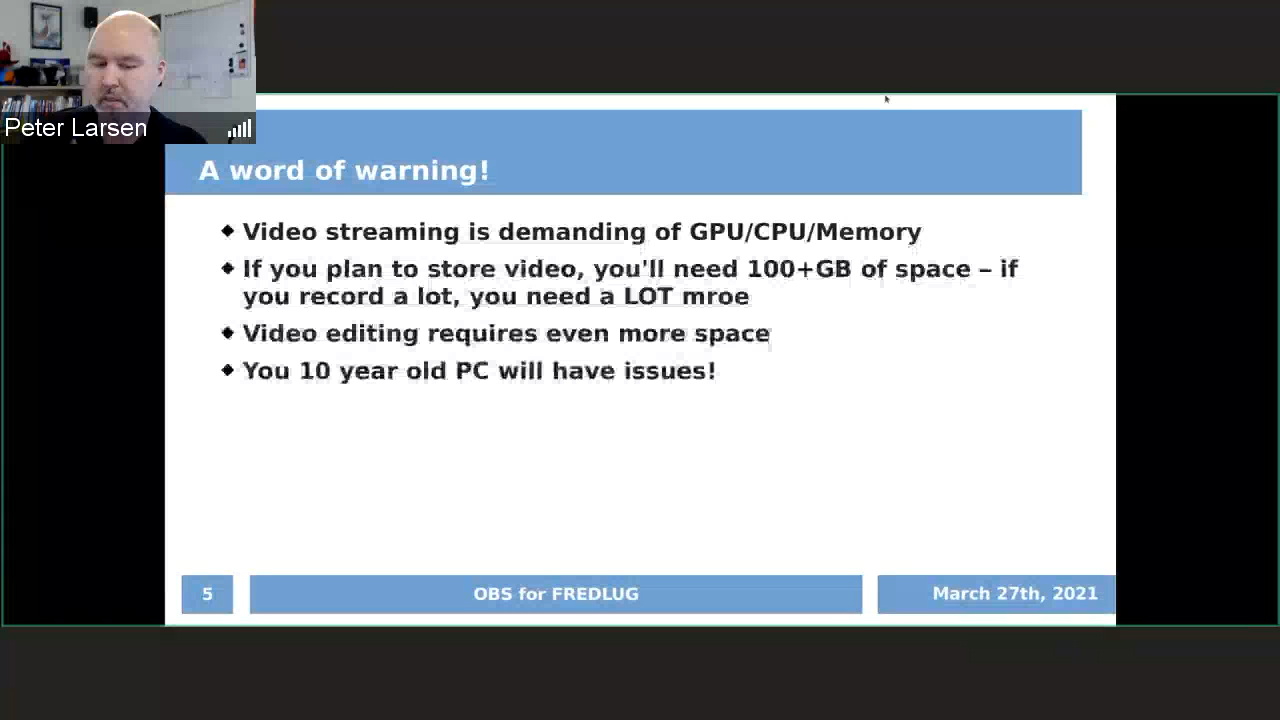 Peter Larsen
A word of warning!
Video streaming is demanding of GPU/CPU/Memory
If you plan to store video, you'll need 100+GB of space – if
you record a lot, you need a LOT mroe
Video editing requires even more space
You 10 year old PC will have issues!
5
OBS for FREDLUG
March 27th, 2021